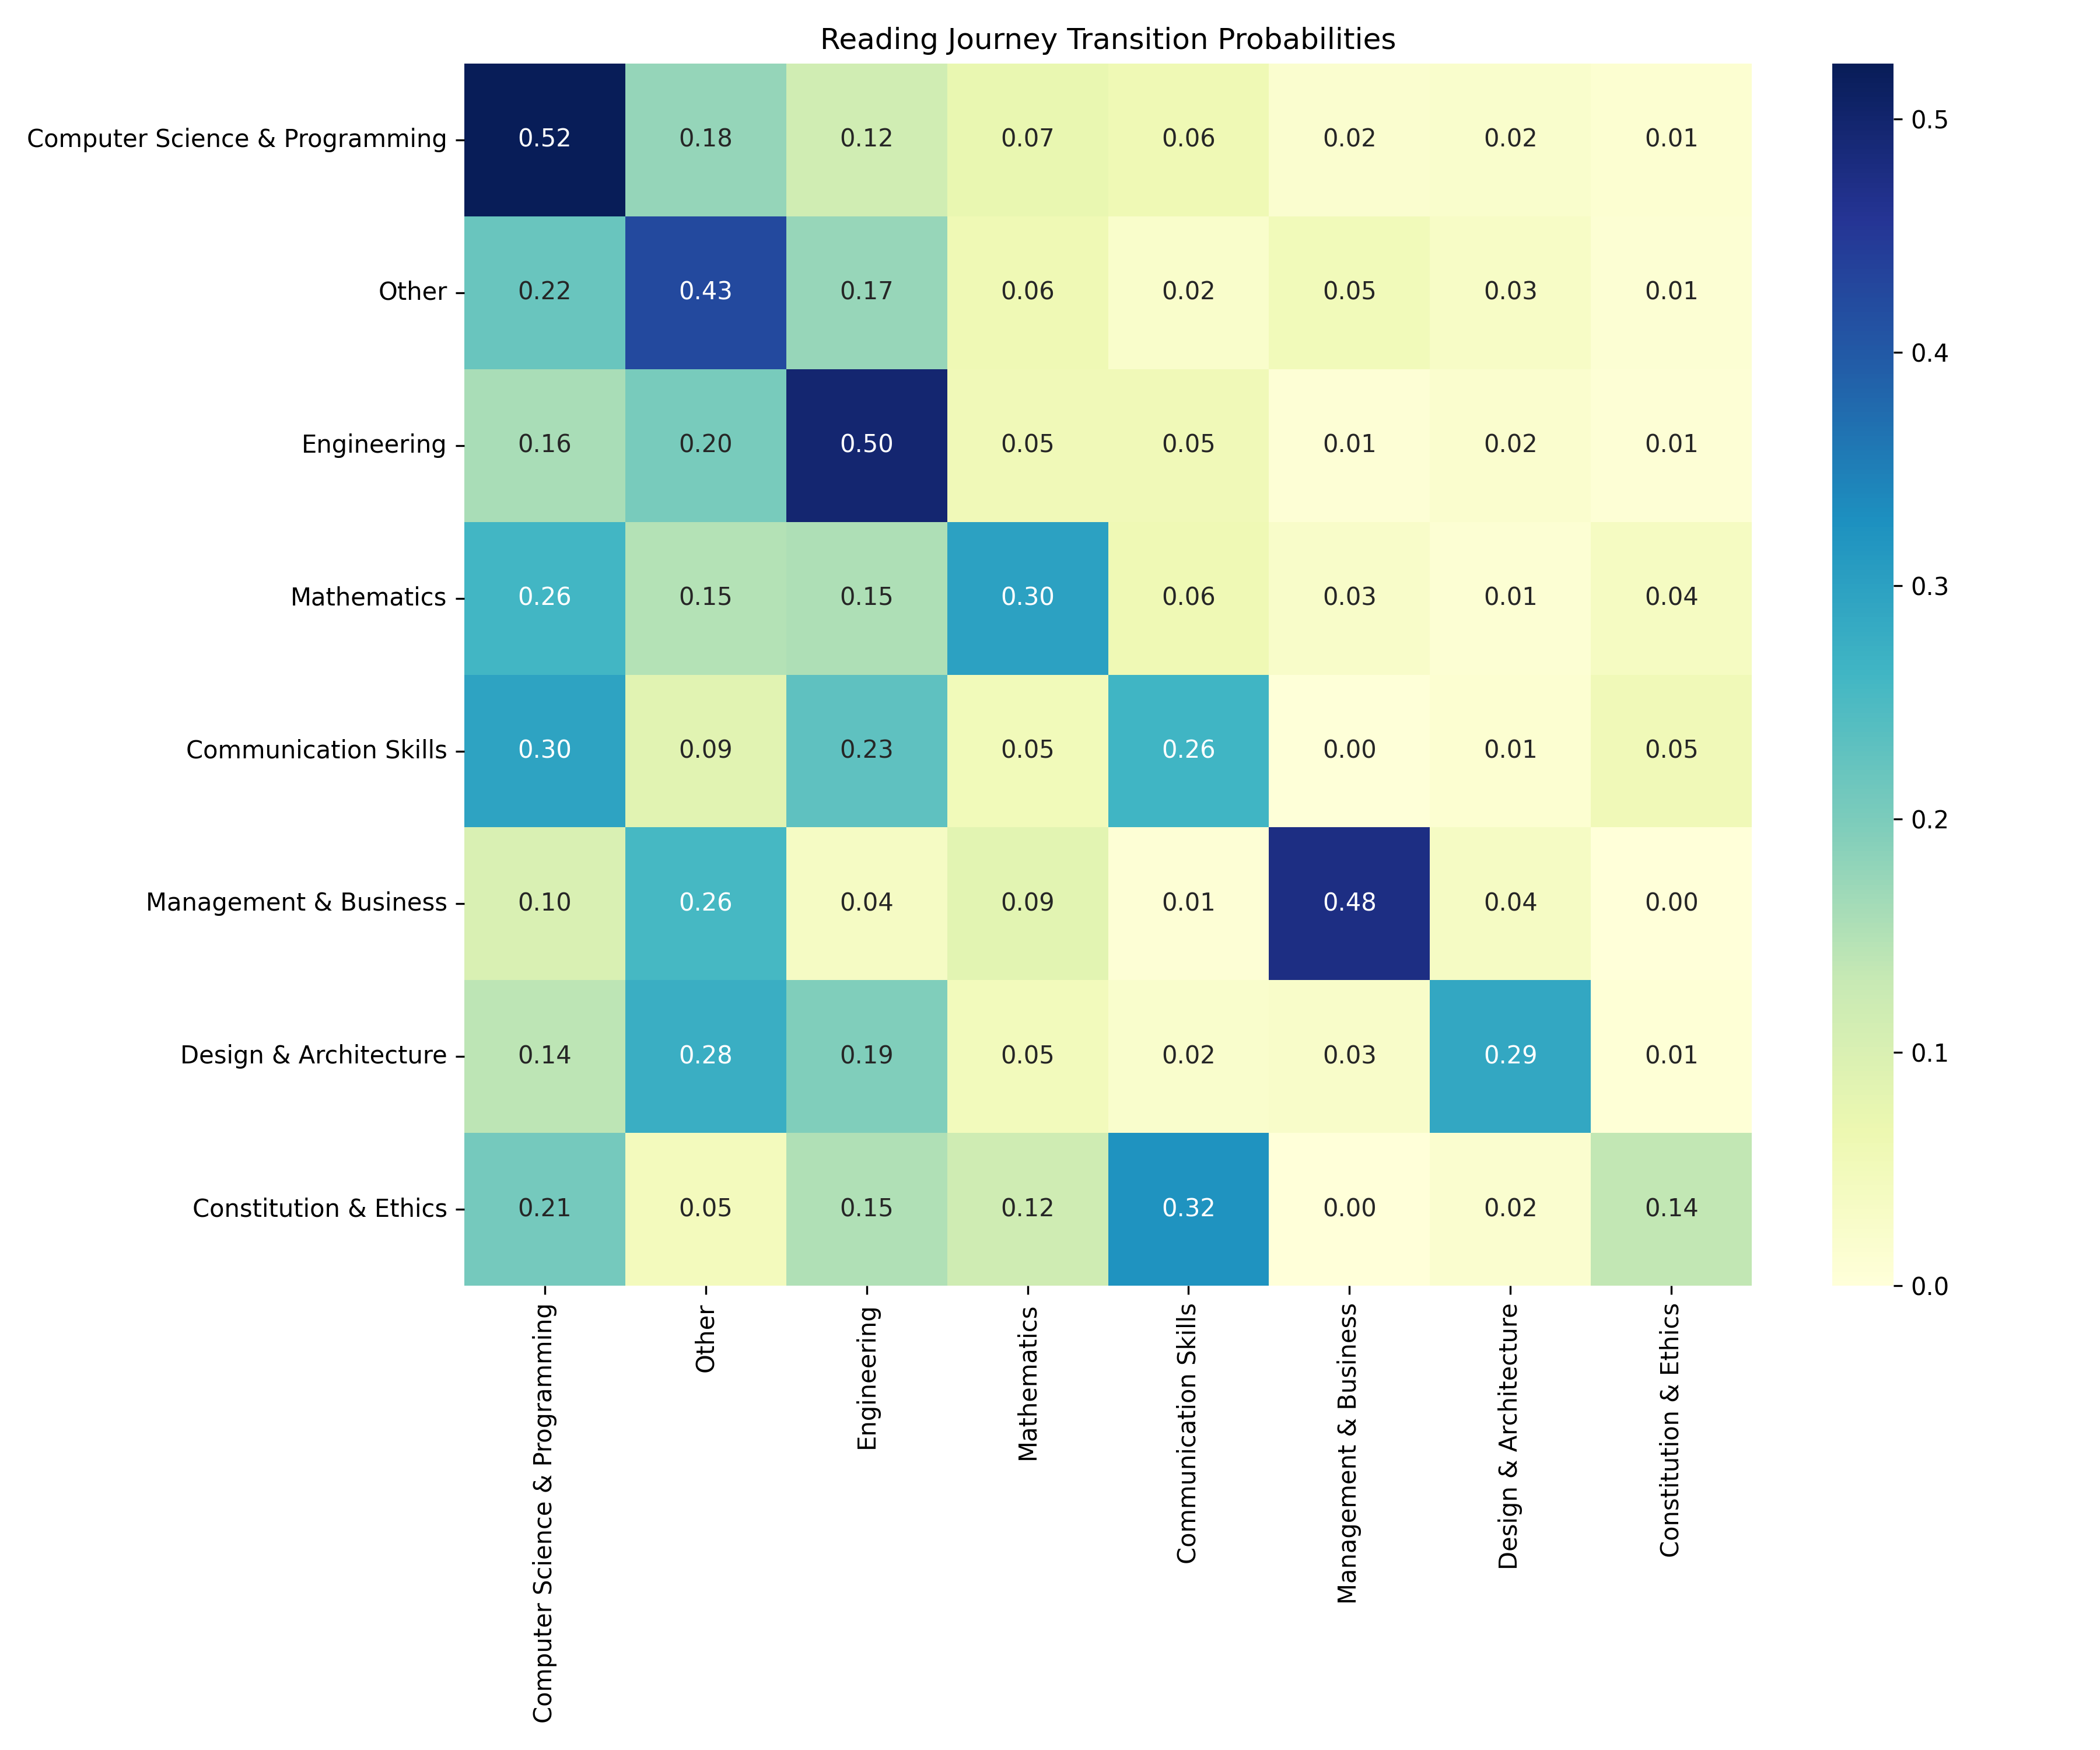 Reading Journey Transition Probabilities
Computer Science & Programming 0.52 0.18 0.12 0.07 0.06 0.02 0.02 0.01
Other 0.22 0.43 0.17 0.06 0.02 0.05 0.03 0.01
Engineering 0.16 0.20 0.50 0.05 0.05 0.01 0.02 0.01
Mathematics 0.26 0.15 0.15 0.30 0.06 0.03 0.01 0.04
Communication Skills 0.30 0.09 0.23 0.05 0.26 0.00 0.01 0.05
Management & Business 0.10 0.26 0.04 0.09 0.01 0.48 0.04 0.00
Design & Architecture 0.14 0.28 0.19 0.05 0.02 0.03 0.29 0.01
Constitution & Ethics 0.21 0.05 0.15 0.12 0.32 0.00 0.02 0.14
Computer Science & Programming
Other
Engineering
Mathematics
Communication Skills
Management & Business
Design & Architecture
Constitution & Ethics
0.5
0.4
0.3
0.2
0.1
0.0